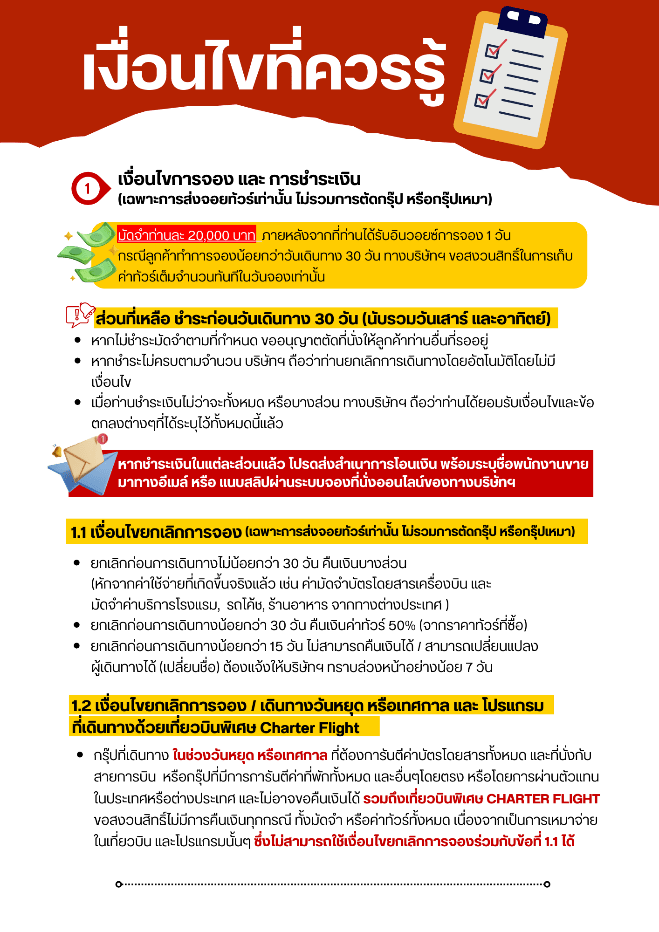 เงื่อนไขที่ควรรู้
1
เงื่อนไขการจอง และ การชำระเงิน
(เฉพาะการส่งจอยทัวร์เท่านั้น ไม่รวมการตัดกรุ๊ป หรือกรุ๊ปเหมา)
มัดจำท่านละ 20,000 บาท ภายหลังจากที่ท่านได้รับอินวอยซ์การจอง 1 วัน
กรณีลูกค้าทำการจองน้อยกว่าวันเดินทาง 30 วัน ทางบริษัทฯ ขอสงวนสิทธิ์ในการเก็บ
ค่าทัวร์เต็มจำนวนทันทีในวันจองเท่านั้น
ส่วนที่เหลือ ชำระก่อนวันเดินทาง 30 วัน (นับรวมวันเสาร์ และอาทิตย์)
• หากไม่ชำระมัดจำตามที่กำหนด ขออนุญาตตัดที่นั่งให้ลูกค้าท่านอื่นที่รออยู่
• หากชำระไม่ครบตามจำนวน บริษัทฯ ถือว่าท่านยกเลิกการเดินทางโดยอัตโนมัติโดยไม่มี
เงื่อนไข
• เมื่อท่านชำระเงินไม่ว่าจะทั้งหมด หรือบางส่วน ทางบริษัทฯ ถือว่าท่านได้ยอมรับเงื่อนไขและข้อ
ตกลงต่างๆที่ได้ระบุไว้ทั้งหมดนี้แล้ว
1
หากชำระเงินในแต่ละส่วนแล้ว โปรดส่งสำเนาการโอนเงิน พร้อมระบุชื่อพนักงานขาย
มาทางอีเมล์ หรือ แนบสลิปผ่านระบบจองที่นั่งออนไลน์ของทางบริษัทฯ
1.1 เงื่อนไขยกเลิกการจอง (เฉพาะการส่งจอยทัวร์เท่านั้น ไม่รวมการตัดกรุ๊ป หรือกรุ๊ปเหมา)
• ยกเลิกก่อนการเดินทางไม่น้อยกว่า 30 วัน คืนเงินบางส่วน
(หักจากค่าใช้จ่ายที่เกิดขึ้นจริงแล้ว เช่น ค่ามัดจำบัตรโดยสารเครื่องบิน และ
มัดจำค่าบริการโรงแรม, รถโค้ช, ร้านอาหาร จากทางต่างประเทศ )
• ยกเลิกก่อนการเดินทางน้อยกว่า 30 วัน คืนเงินค่าทัวร์ 50% (จากราคาทัวร์ที่ซื้อ)
• ยกเลิกก่อนการเดินทางน้อยกว่า 15 วัน ไม่สามารถคืนเงินได้ / สามารถเปลี่ยนแปลง
ผู้เดินทางได้ (เปลี่ยนชื่อ) ต้องแจ้งให้บริษัทฯ ทราบล่วงหน้าอย่างน้อย 7 วัน
1.2 เงื่อนไขยกเลิกการจอง / เดินทางวันหยุด หรือเทศกาล และ โปรแกรม
ที่เดินทางด้วยเที่ยวบินพิเศษ Charter Flight
• กรุ๊ปที่เดินทาง ในช่วงวันหยุด หรือเทศกาล ที่ต้องการันตีค่าบัตรโดยสารทั้งหมด และที่นั่งกับ
สายการบิน หรือกรุ๊ปที่มีการการันตีค่าที่พักทั้งหมด และอื่นๆโดยตรง หรือโดยการผ่านตัวแทน
ในประเทศหรือต่างประเทศ และไม่อาจขอคืนเงินได้ รวมถึงเที่ยวบินพิเศษ CHARTER FLIGHT
ขอสงวนสิทธิ์ไม่มีการคืนเงินทุกกรณี ทั้งมัดจำ หรือค่าทัวร์ทั้งหมด เนื่องจากเป็นการเหมาจ่าย
ในเที่ยวบิน และโปรแกรมนั้นๆ ซึ่งไม่สามารถใช้เงื่อนไขยกเลิกการจองร่วมกับข้อที่ 1.1 ได้